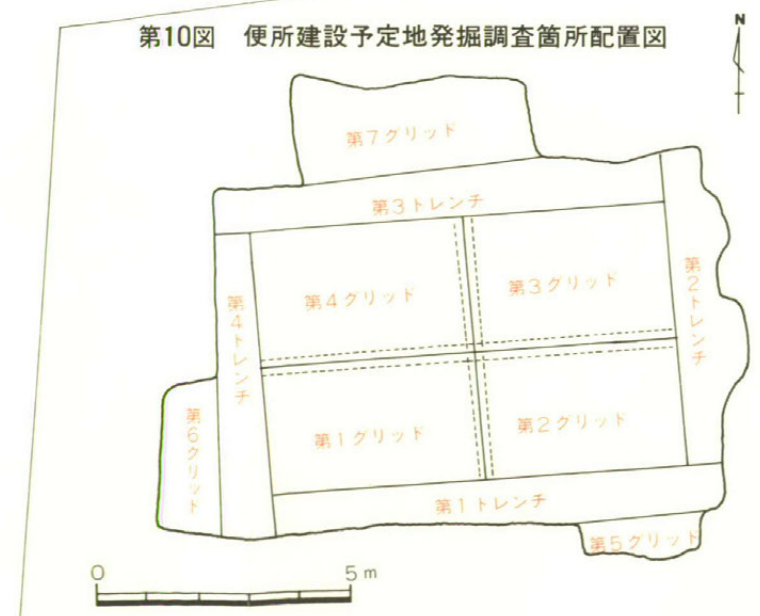 第10図 便所建設予定地発掘調査箇所配置図
N
第7グリッド
第3トレンチ
第4グリッド
第3グリッド
第2トレンチ
第4トレンチ
第6グリット
第1グリッド
第2グリッド
第1トレンチ
第5グリッド
0 5m